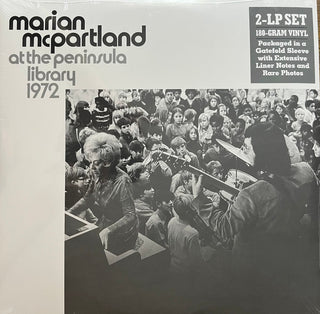 marian
mcpartland
at the peninsula
library
1972
2-LP SET
180-GRAM VINYL
Packaged in a
Gatefold Sleeve
with Extensive
Liner Notes and
Rare Photos